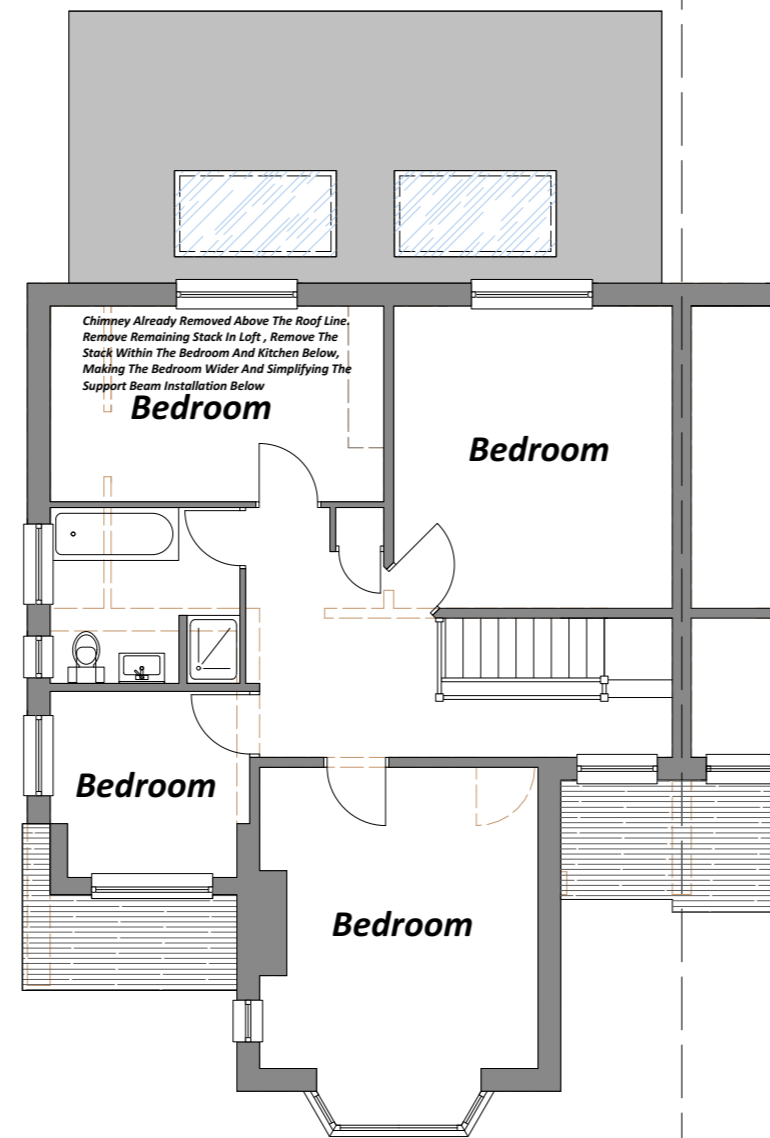 Chimney Already Removed Above The Roof Line.
Remove Remaining Stack In Loft , Remove The
Stack Within The Bedroom And Kitchen Below,
Making The Bedroom Wider And Simplifying The
Support Beam Installation Below
Bedroom
Bedroom
Bedroom
Bedroom